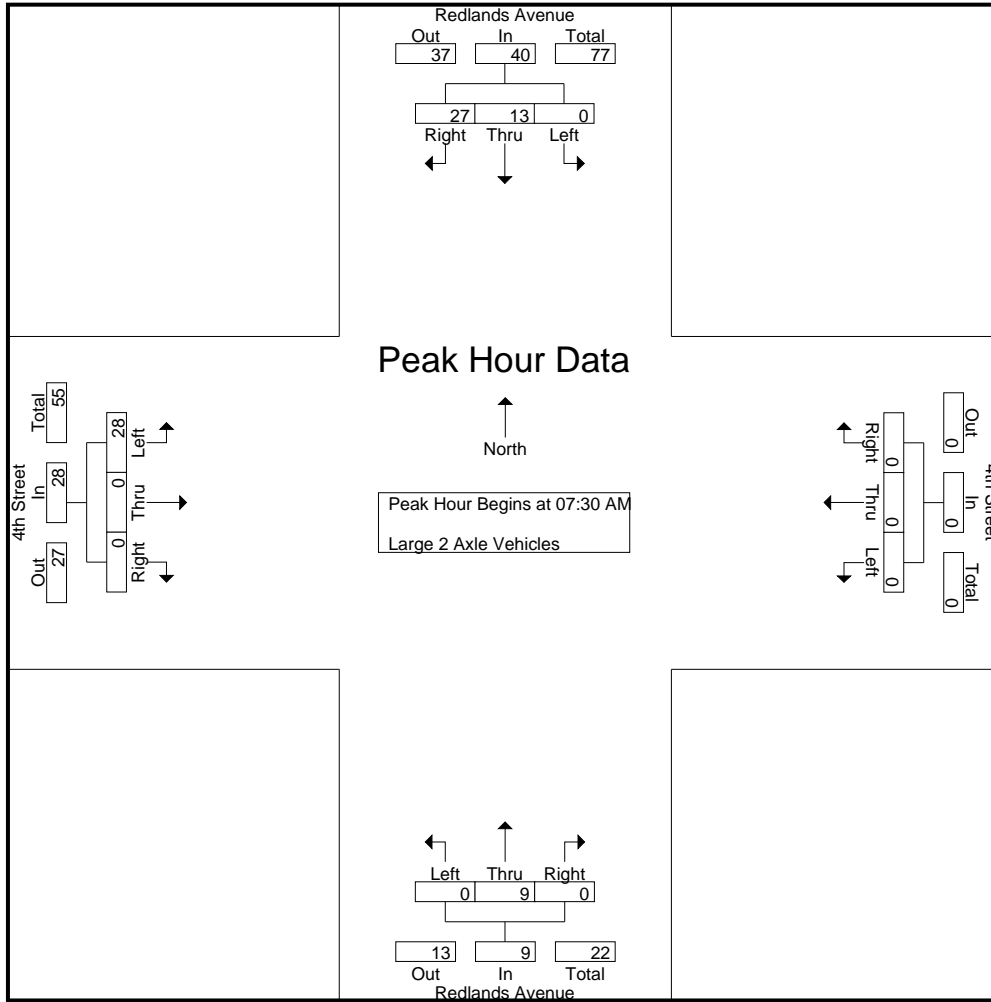 Redlands Avenue
Out In Total
37 40 77
27 13 0
Right Thru Left
Peak Hour Data
North
Peak Hour Begins at 07:30 AM
Large 2 Axle Vehicles
4th Street
Out In Total
27 28 55
28 0 0
Left Thru Right
4th Street
Out In Total
0 0 0
Right Thru Left
0 0 0
Left Thru Right
0 9 0
13 9 22
Out In Total
Redlands Avenue